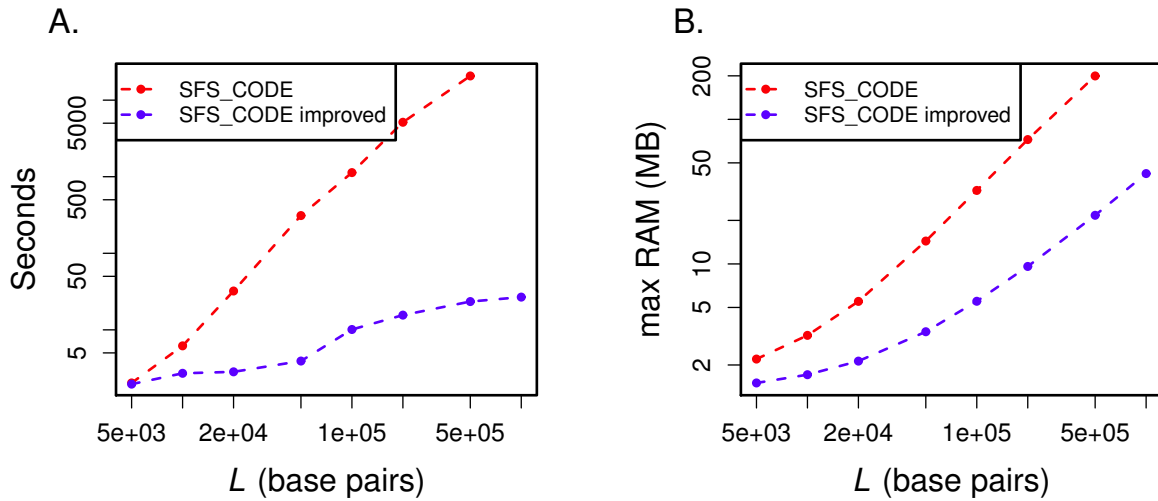 A.
SFS_CODE
SFS_CODE improved
Seconds
5000
500
50
5
5e+03
2e+04
1e+05
5e+05
L (base pairs)
B.
SFS_CODE
SFS_CODE improved
max RAM (MB)
200
50
10
5
2
5e+03
2e+04
1e+05
5e+05
L (base pairs)